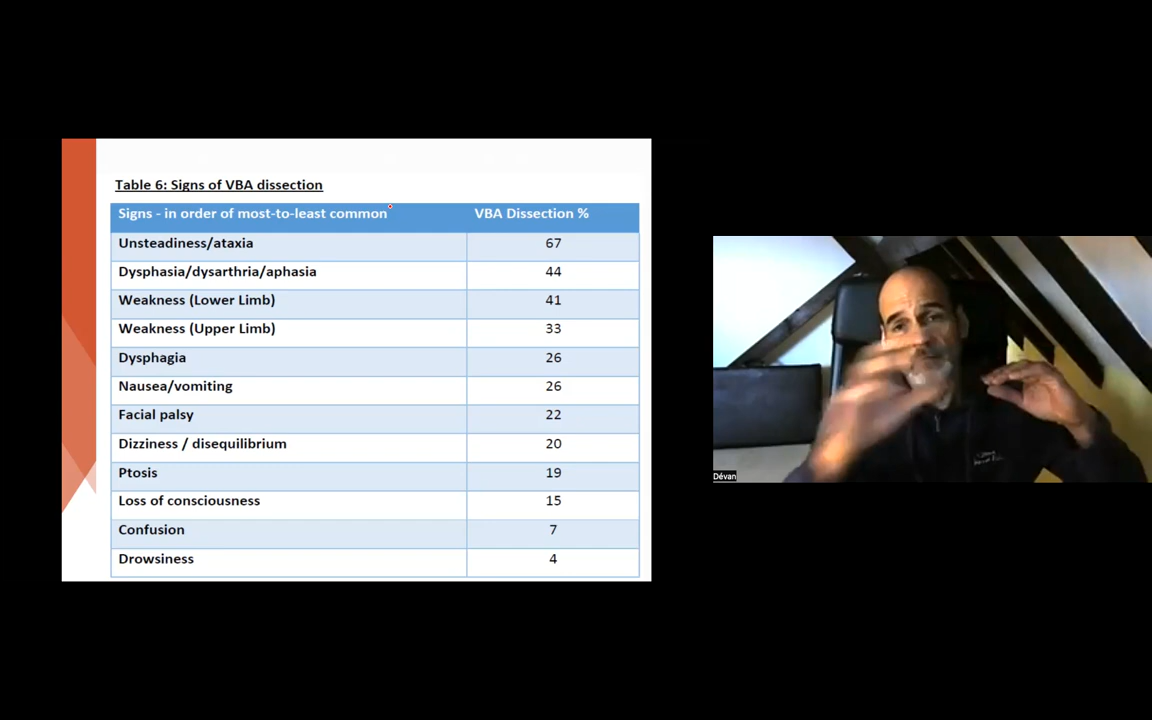 Table 6: Signs of VBA dissection
Signs - in order of most-to-least common VBA Dissection %
Unsteadiness/ataxia 67
Dysphasia/dysarthria/aphasia 44
Weakness (Lower Limb) 41
Weakness (Upper Limb) 33
Dysphagia 26
Nausea/vomiting 26
Facial palsy 22
Dizziness / disequilibrium 20
Ptosis 19
Loss of consciousness 15
Confusion 7
Drowsiness 4
Dévan